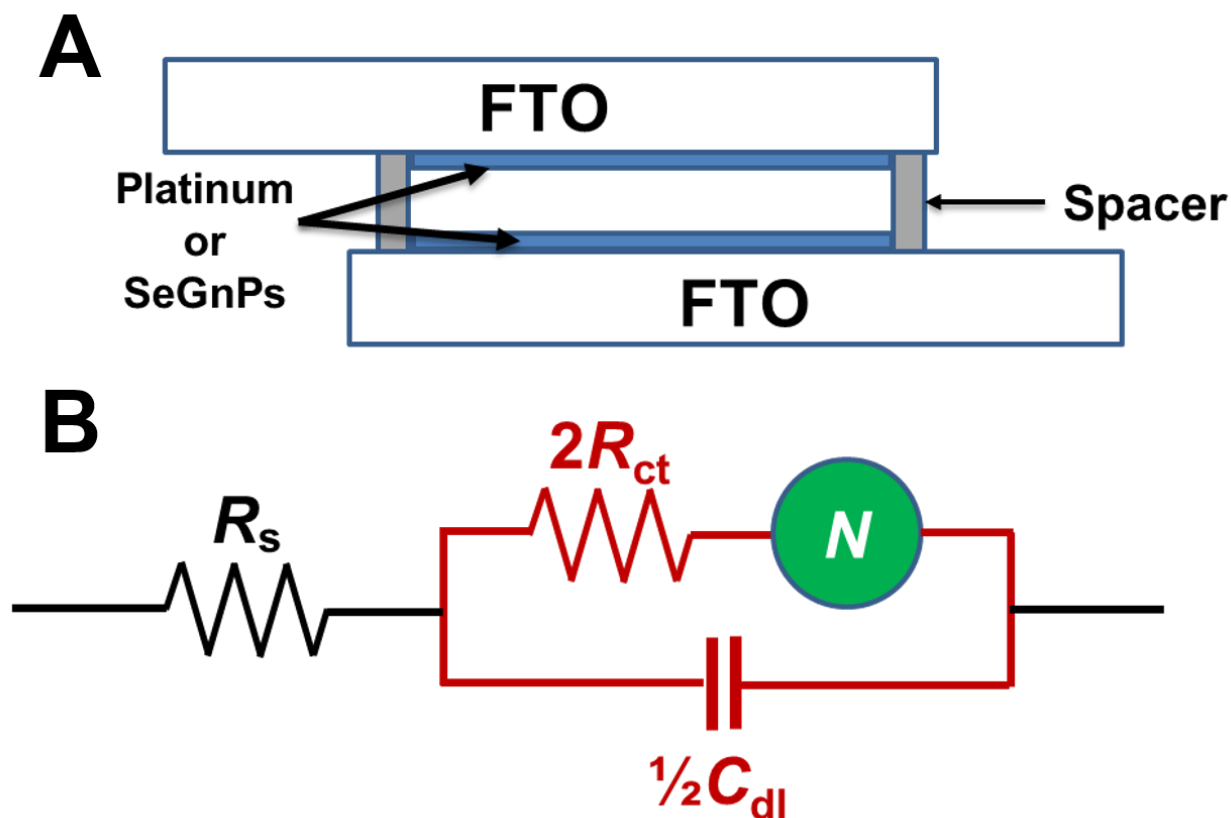 A
FTO
Platinum
or
SeGnPs
Spacer
FTO
B
2Rct
Rs
N
½Cdl